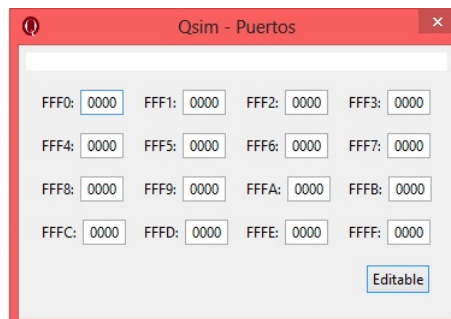 Qsim - Puertos
FFF0: 0000 FFF1: 0000 FFF2: 0000 FFF3: 0000
FFF4: 0000 FFF5: 0000 FFF6: 0000 FFF7: 0000
FFF8: 0000 FFF9: 0000 FFFA: 0000 FFFB: 0000
FFFC: 0000 FFFD: 0000 FFFE: 0000 FFFF: 0000
Editable